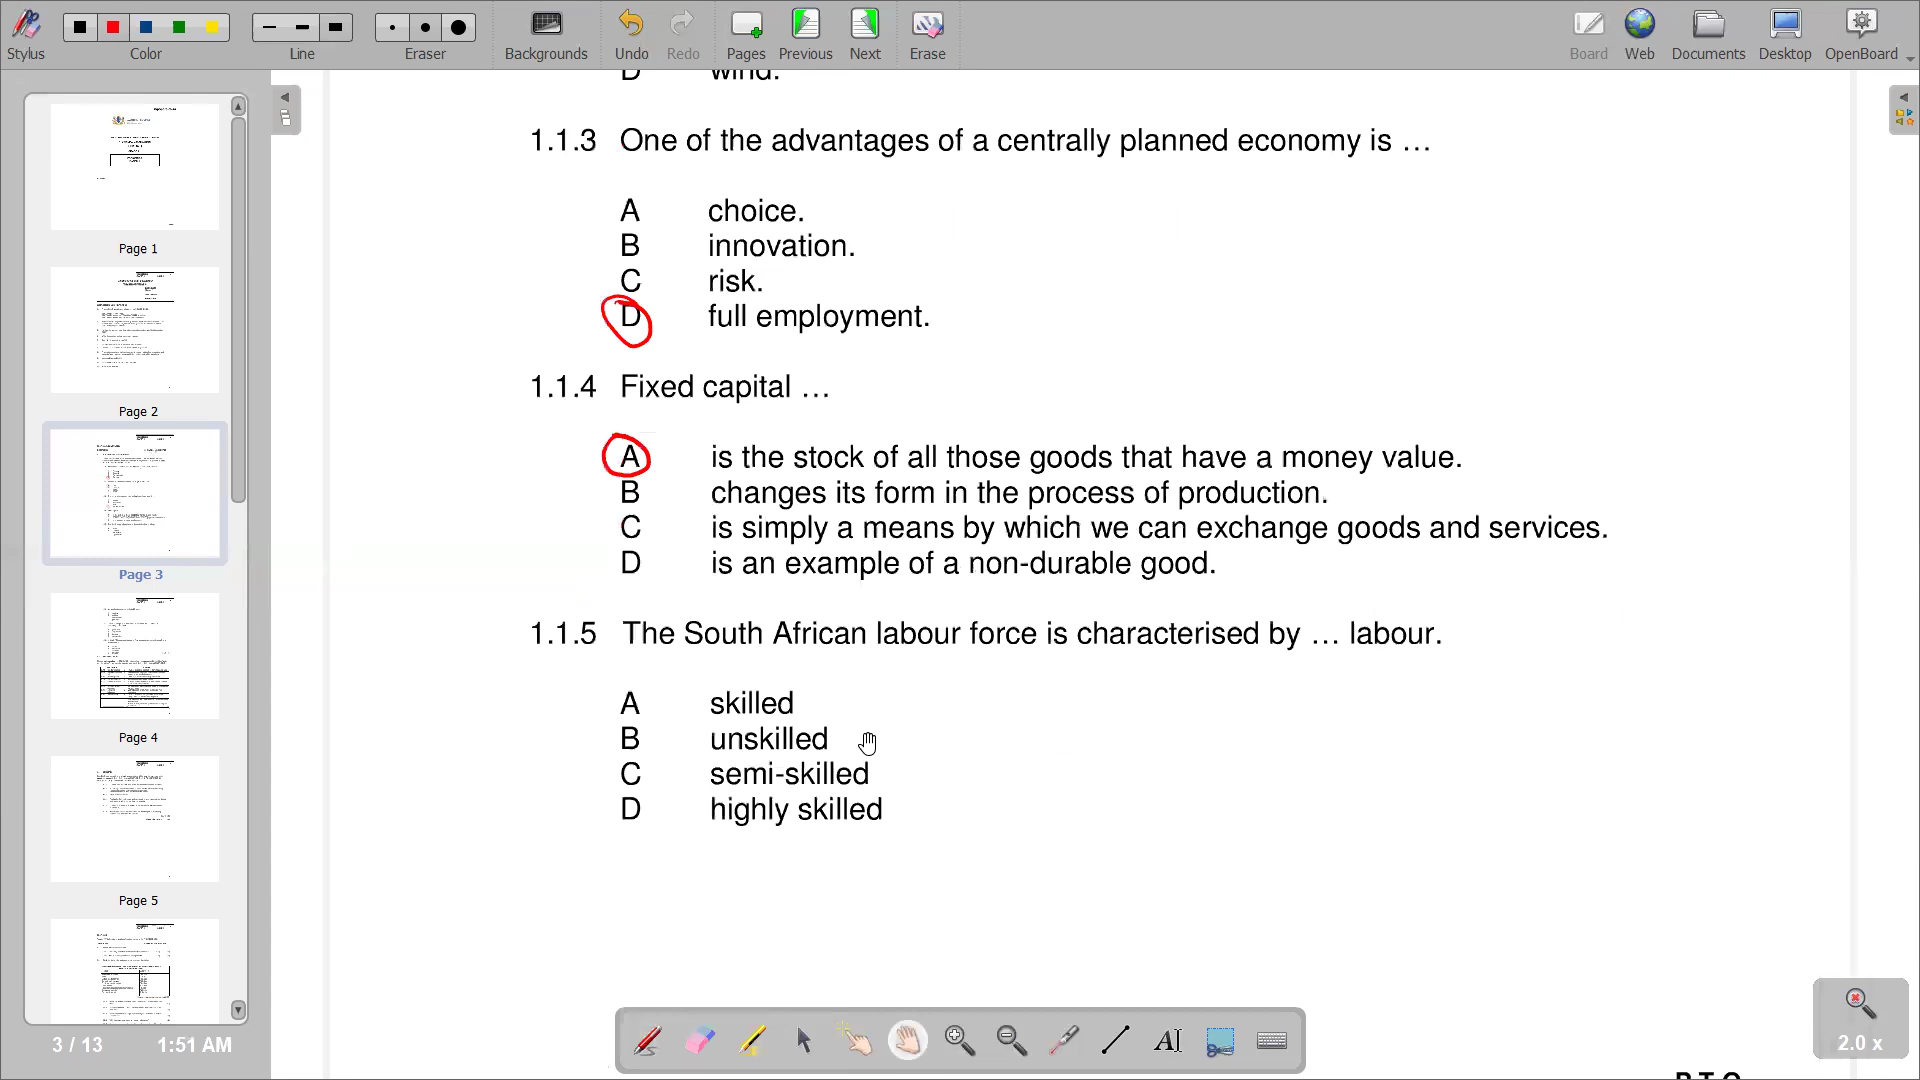 Stylus
Color
Line
Eraser
Backgrounds
Undo
Redo
Pages
Previous
Next
Erase
Board
Web
Documents
Desktop
OpenBoard
D wind.
1.1.3 One of the advantages of a centrally planned economy is …
A choice.
B innovation.
C risk.
D full employment.
1.1.4 Fixed capital …
A is the stock of all those goods that have a money value.
B changes its form in the process of production.
C is simply a means by which we can exchange goods and services.
D is an example of a non-durable good.
1.1.5 The South African labour force is characterised by … labour.
A skilled
B unskilled
C semi-skilled
D highly skilled
Page 1
Page 2
Page 3
Page 4
Page 5
3 / 13
1:51 AM
2.0 x